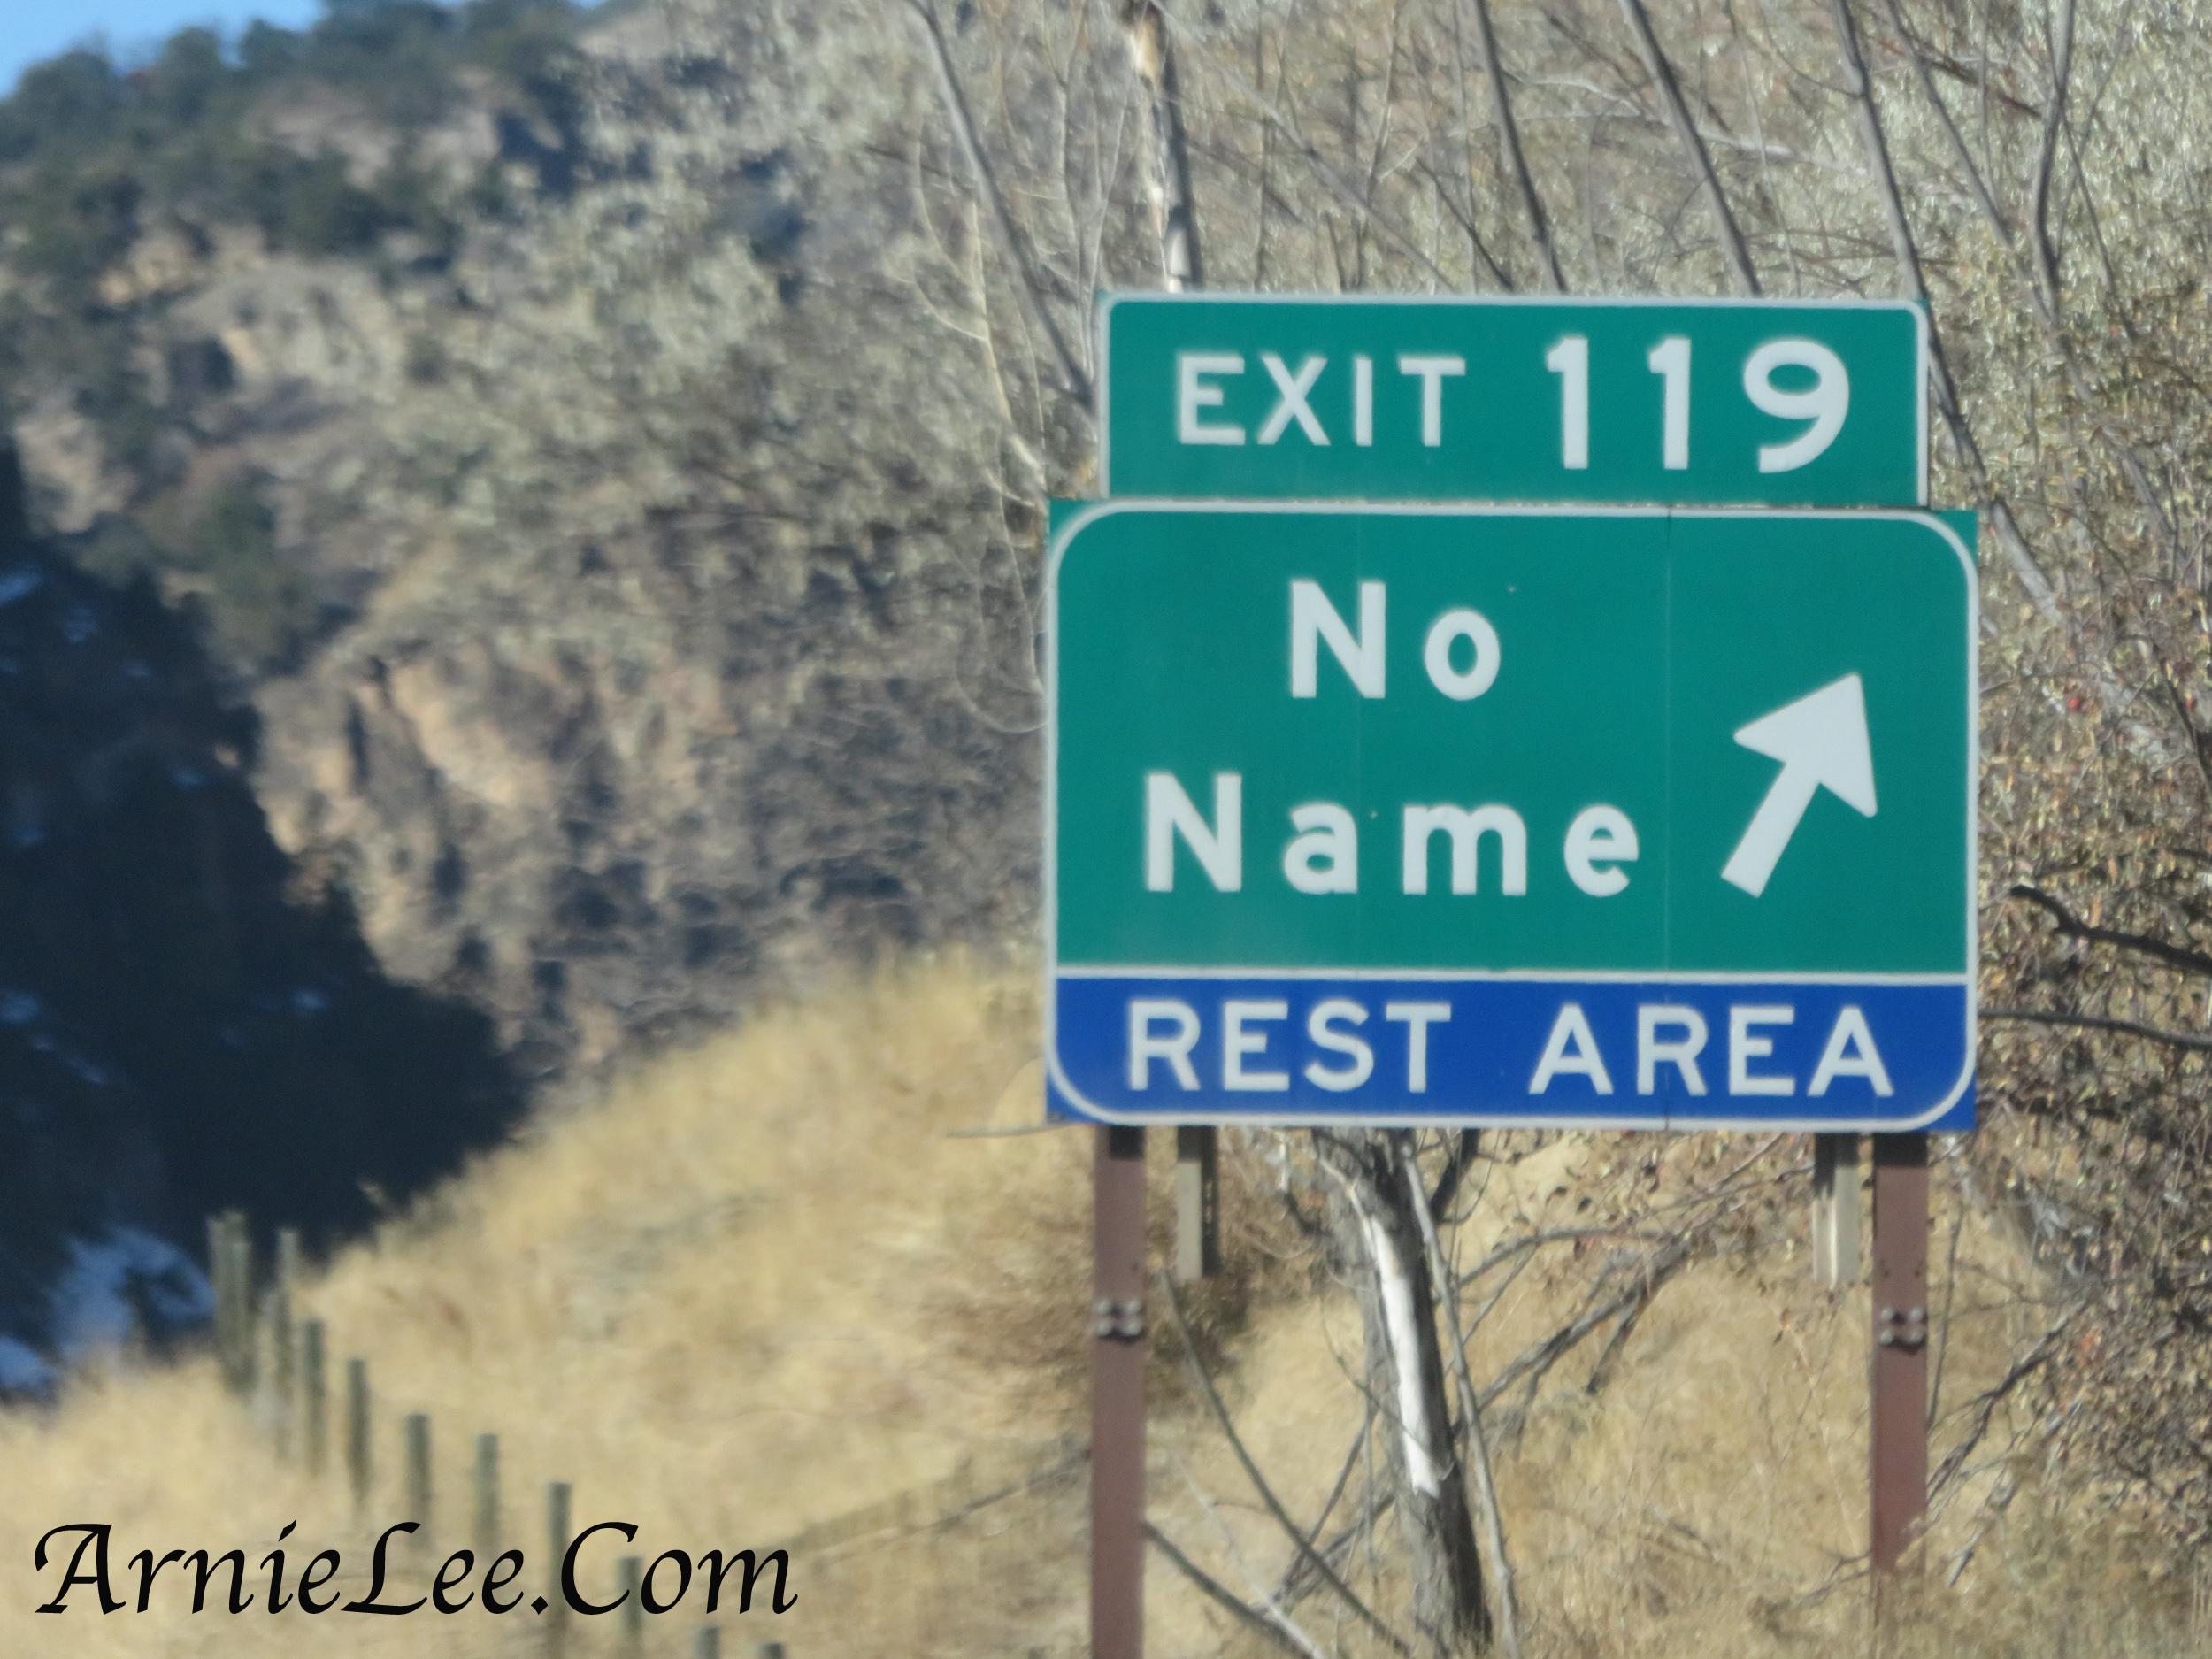 EXIT 119
No
Name
REST AREA
ArnieLee.Com